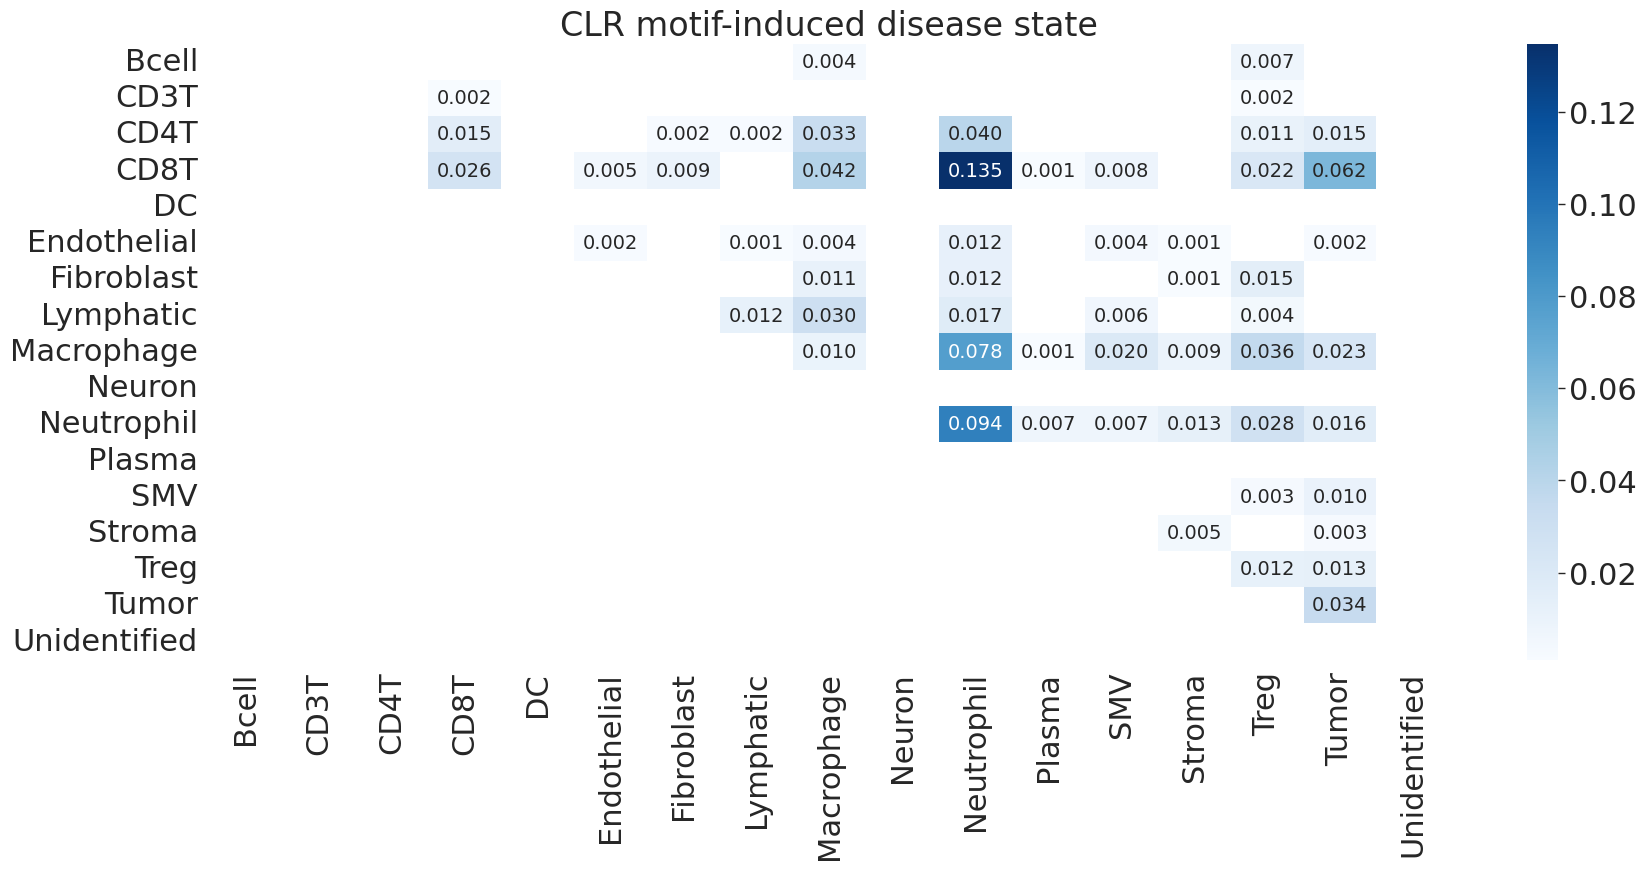 CLR motif-induced disease state
Bcell 0.004 0.007
CD3T 0.002 0.002
CD4T 0.015 0.002 0.002 0.033 0.040 0.011 0.015
CD8T 0.026 0.005 0.009 0.042 0.135 0.001 0.008 0.022 0.062
DC
Endothelial 0.002 0.001 0.004 0.012 0.004 0.001 0.002
Fibroblast 0.011 0.012 0.001 0.015
Lymphatic 0.012 0.030 0.017 0.006 0.004
Macrophage 0.010 0.078 0.001 0.020 0.009 0.036 0.023
Neuron
Neutrophil 0.094 0.007 0.007 0.013 0.028 0.016
Plasma
SMV 0.003 0.010
Stroma 0.005 0.003
Treg 0.012 0.013
Tumor 0.034
Unidentified
Bcell CD3T CD4T CD8T DC Endothelial Fibroblast Lymphatic Macrophage Neuron Neutrophil Plasma SMV Stroma Treg Tumor Unidentified
0.12
0.10
0.08
0.06
0.04
0.02